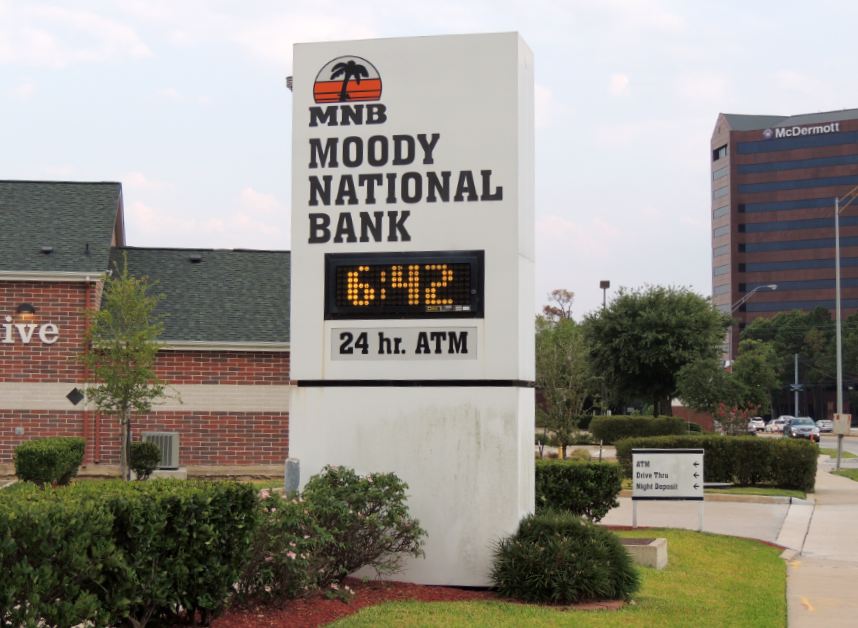 MNB
MOODY
NATIONAL
BANK
6:42
24 hr. ATM
McDermott
ive
ATM
Drive Thru
Night Deposit